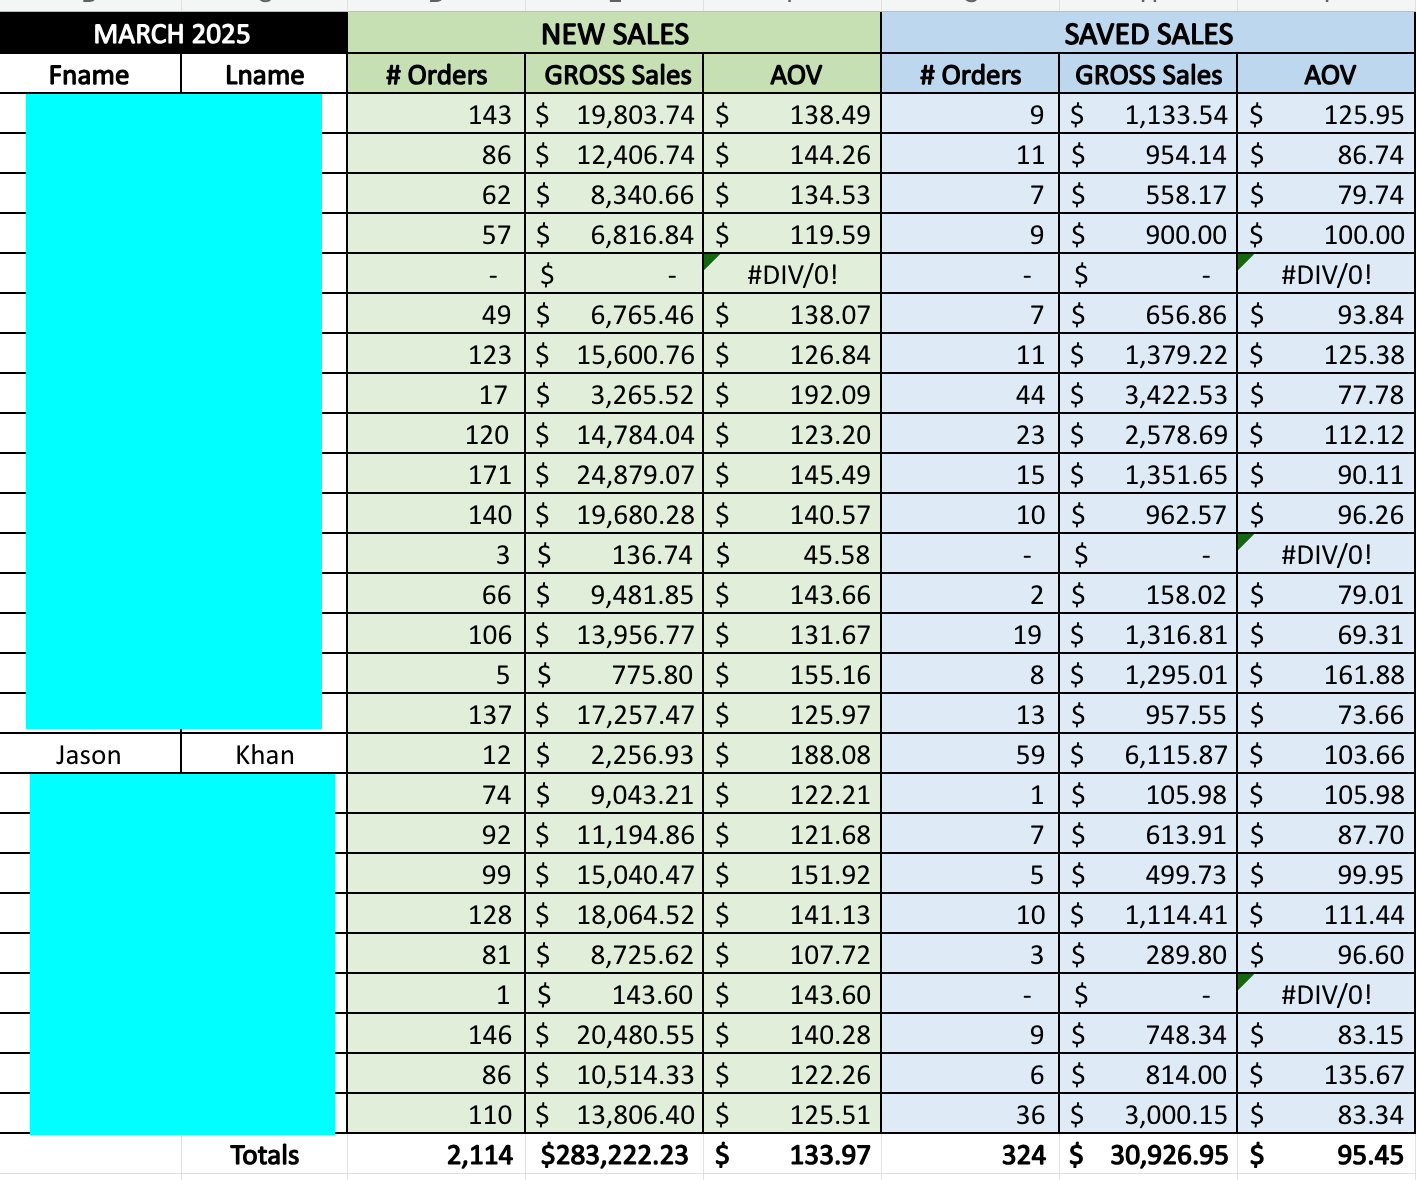 MARCH 2025 NEW SALES SAVED SALES
Fname Lname # Orders GROSS Sales AOV # Orders GROSS Sales AOV
143 $ 19,803.74 $ 138.49 9 $ 1,133.54 $ 125.95
86 $ 12,406.74 $ 144.26 11 $ 954.14 $ 86.74
62 $ 8,340.66 $ 134.53 7 $ 558.17 $ 79.74
57 $ 6,816.84 $ 119.59 9 $ 900.00 $ 100.00
- $ - #DIV/0! - $ - #DIV/0!
49 $ 6,765.46 $ 138.07 7 $ 656.86 $ 93.84
123 $ 15,600.76 $ 126.84 11 $ 1,379.22 $ 125.38
17 $ 3,265.52 $ 192.09 44 $ 3,422.53 $ 77.78
120 $ 14,784.04 $ 123.20 23 $ 2,578.69 $ 112.12
171 $ 24,879.07 $ 145.49 15 $ 1,351.65 $ 90.11
140 $ 19,680.28 $ 140.57 10 $ 962.57 $ 96.26
3 $ 136.74 $ 45.58 - $ - #DIV/0!
66 $ 9,481.85 $ 143.66 2 $ 158.02 $ 79.01
106 $ 13,956.77 $ 131.67 19 $ 1,316.81 $ 69.31
5 $ 775.80 $ 155.16 8 $ 1,295.01 $ 161.88
137 $ 17,257.47 $ 125.97 13 $ 957.55 $ 73.66
Jason Khan 12 $ 2,256.93 $ 188.08 59 $ 6,115.87 $ 103.66
74 $ 9,043.21 $ 122.21 1 $ 105.98 $ 105.98
92 $ 11,194.86 $ 121.68 7 $ 613.91 $ 87.70
99 $ 15,040.47 $ 151.92 5 $ 499.73 $ 99.95
128 $ 18,064.52 $ 141.13 10 $ 1,114.41 $ 111.44
81 $ 8,725.62 $ 107.72 3 $ 289.80 $ 96.60
1 $ 143.60 $ 143.60 - $ - #DIV/0!
146 $ 20,480.55 $ 140.28 9 $ 748.34 $ 83.15
86 $ 10,514.33 $ 122.26 6 $ 814.00 $ 135.67
110 $ 13,806.40 $ 125.51 36 $ 3,000.15 $ 83.34
Totals 2,114 $283,222.23 $ 133.97 324 $ 30,926.95 $ 95.45